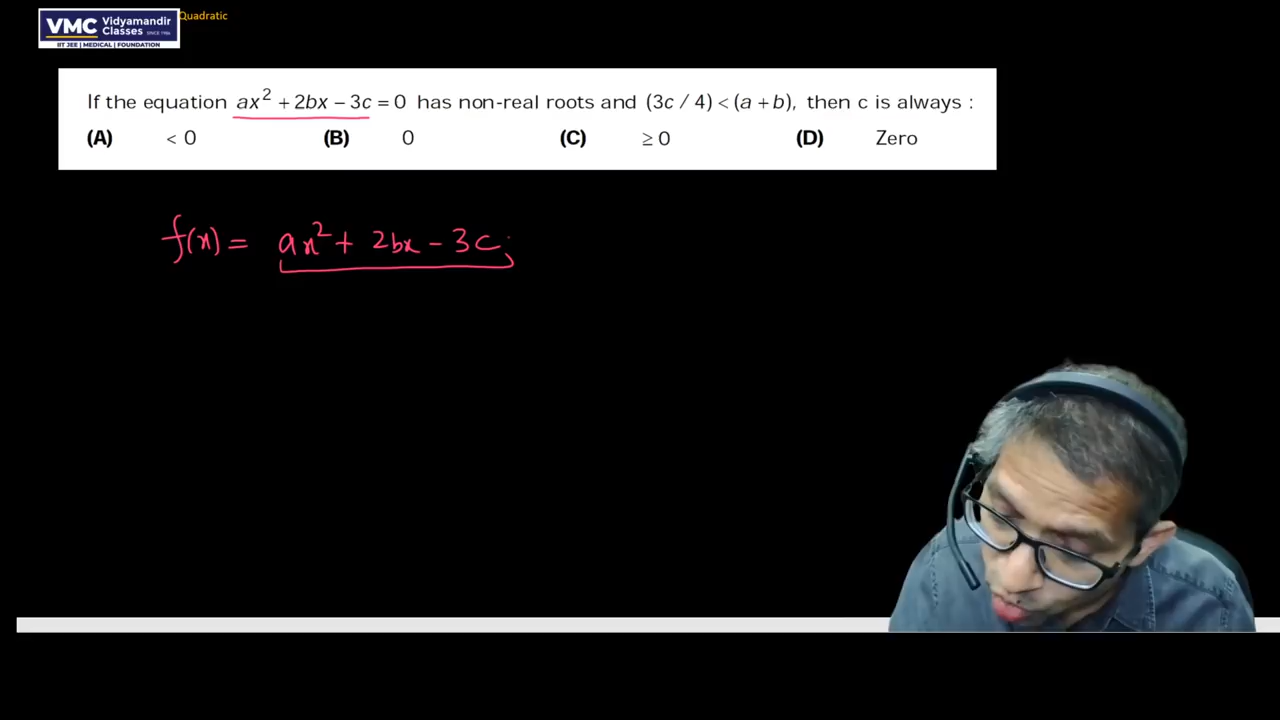 VMC Vidyamandir Classes SINCE 1986
IIT JEE | MEDICAL | FOUNDATION
Quadratic
If the equation ax² + 2bx − 3c = 0 has non-real roots and (3c / 4) < (a + b), then c is always :
(A) < 0 (B) 0 (C) ≥ 0 (D) Zero
f(x) = ax² + 2bx − 3c